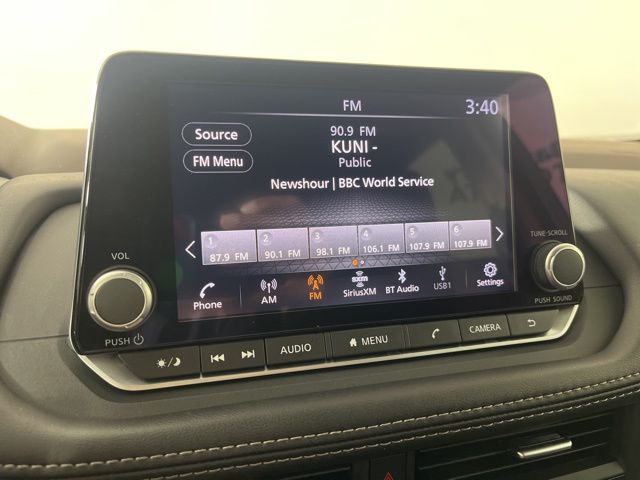 FM 3:40
Source
90.9 FM
FM Menu
KUNI -
Public
Newshour | BBC World Service
1 2 3 4 5 6
87.9 FM 90.1 FM 98.1 FM 106.1 FM 107.9 FM 107.9 FM
Phone AM FM SiriusXM BT Audio USB1 Settings
sxm
VOL
PUSH
TUNE·SCROLL
PUSH SOUND
AUDIO MENU CAMERA